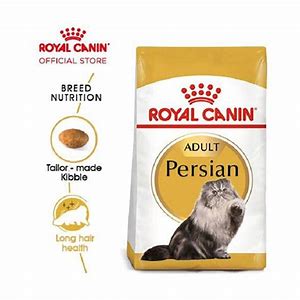 ROYAL CANIN
OFFICIAL STORE
BREED
NUTRITION
Tailor - made
Kibble
Long hair
health
ROYAL CANIN
ADULT
Persian